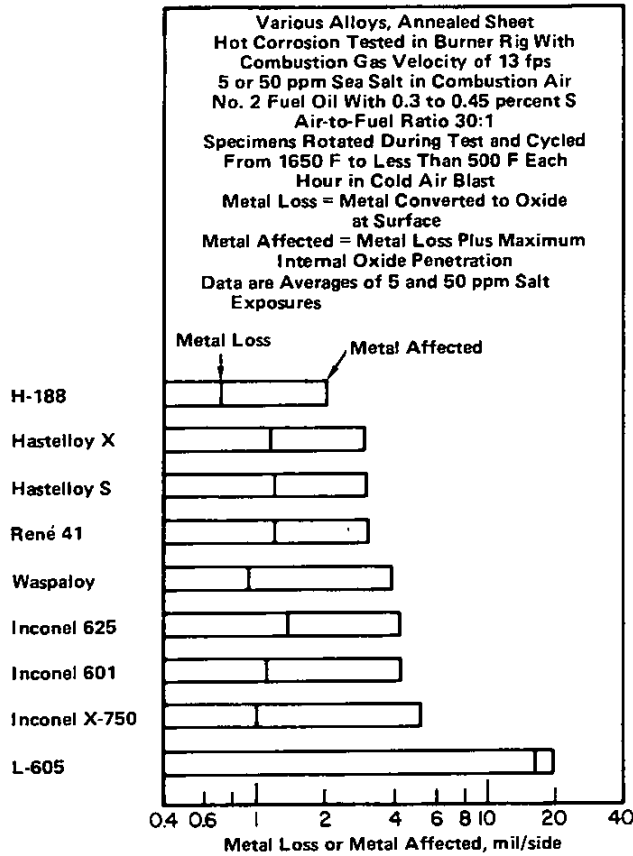 Various Alloys, Annealed Sheet
Hot Corrosion Tested in Burner Rig With
Combustion Gas Velocity of 13 fps
5 or 50 ppm Sea Salt in Combustion Air
No. 2 Fuel Oil With 0.3 to 0.45 percent S
Air-to-Fuel Ratio 30:1
Specimens Rotated During Test and Cycled
From 1650 F to Less Than 500 F Each
Hour in Cold Air Blast
Metal Loss = Metal Converted to Oxide
at Surface
Metal Affected = Metal Loss Plus Maximum
Internal Oxide Penetration
Data are Averages of 5 and 50 ppm Salt
Exposures
Metal Loss
Metal Affected
H-188
Hastelloy X
Hastelloy S
René 41
Waspaloy
Inconel 625
Inconel 601
Inconel X-750
L-605
0.4 0.6 1 2 4 6 8 10 20 40
Metal Loss or Metal Affected, mil/side